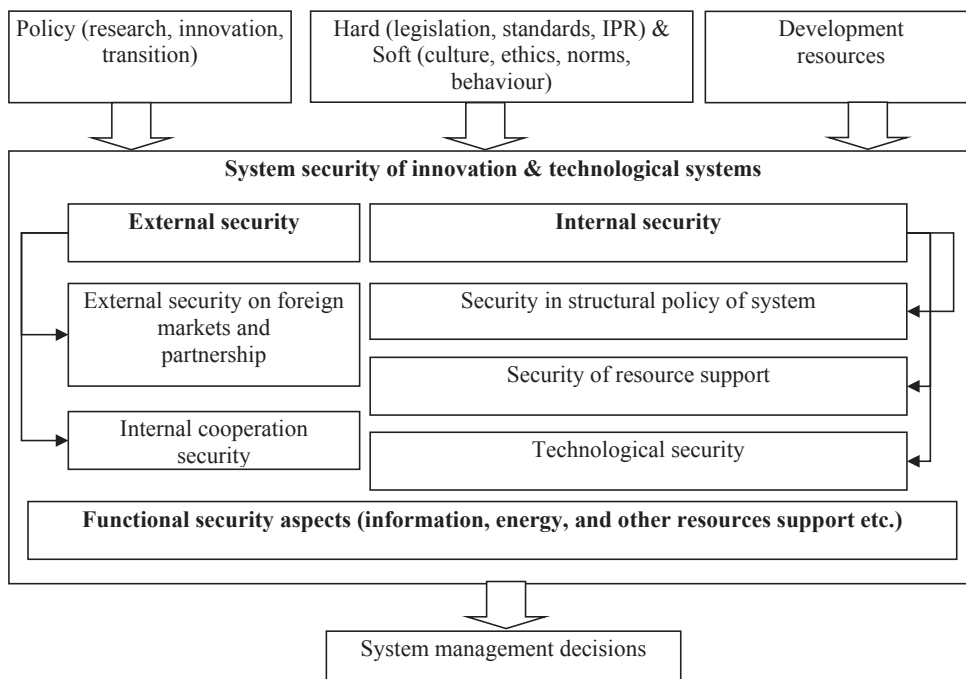 Policy (research, innovation,
transition)
Hard (legislation, standards, IPR) &
Soft (culture, ethics, norms,
behaviour)
Development
resources
System security of innovation & technological systems
External security
Internal security
External security on foreign
markets and
partnership
Security in structural policy of system
Security of resource support
Internal cooperation
security
Technological security
Functional security aspects (information, energy, and other resources support etc.)
System management decisions